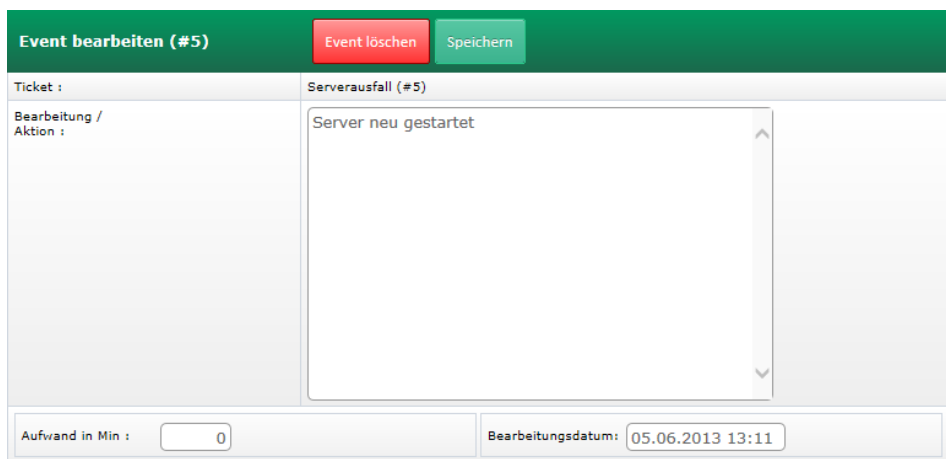 Event bearbeiten (#5) Event löschen Speichern
Ticket : Serverausfall (#5)
Bearbeitung /
Aktion :
Server neu gestartet
Aufwand in Min : 0 Bearbeitungsdatum: 05.06.2013 13:11